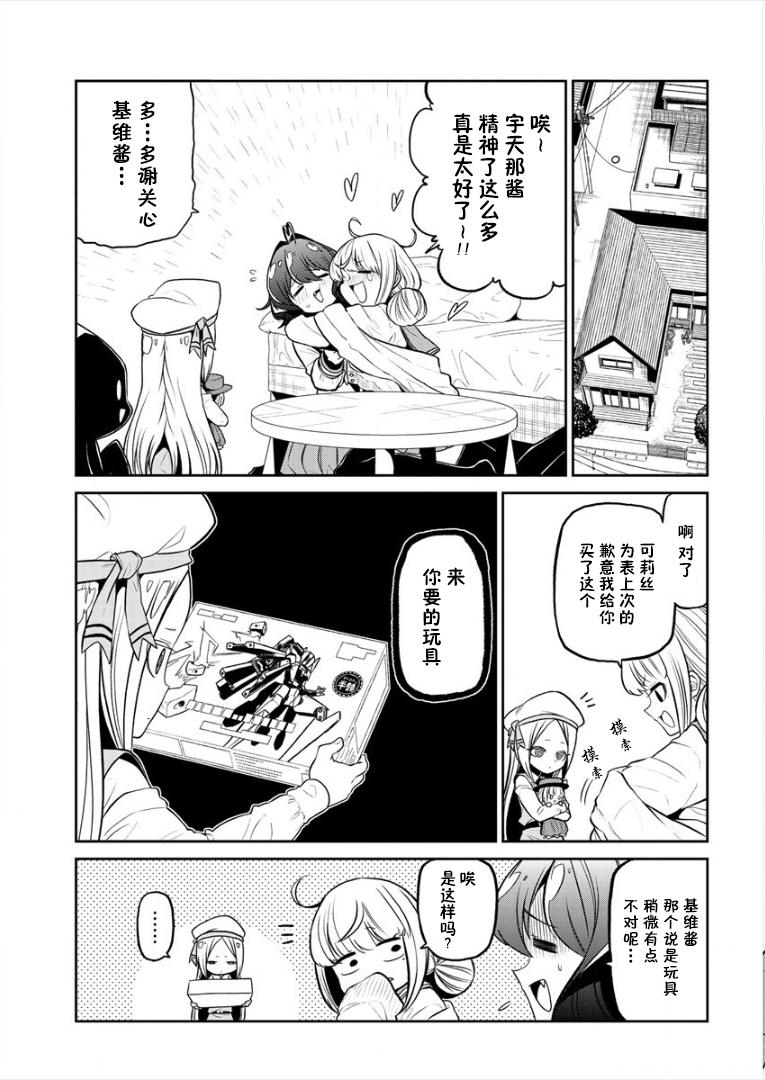 唉~
宇天那酱
精神了这么多
真是太好了~!!
多…多谢关心
基维酱…
啊 对了
可莉丝
为表上次的
歉意我给你
买了这个
摸索
摸索
来
你要的玩具
基维酱
那个说是玩具
稍微有点
不对呢…
唉
是这样吗?
……